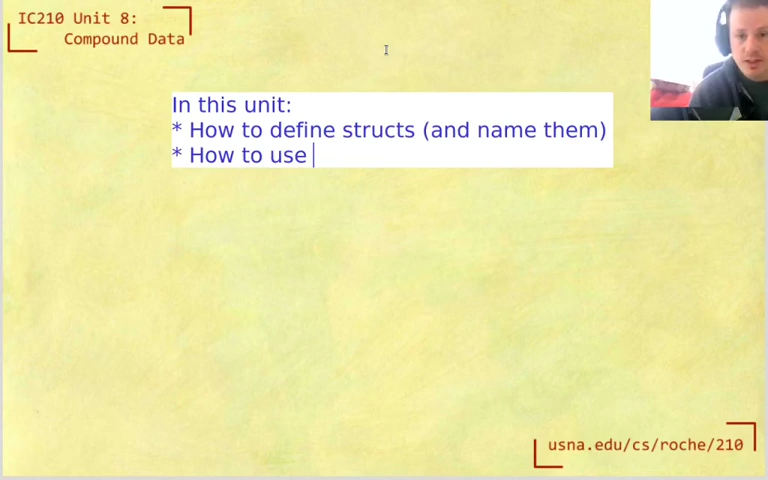 IC210 Unit 8:
Compound Data
In this unit:
* How to define structs (and name them)
* How to use
usna.edu/cs/roche/210